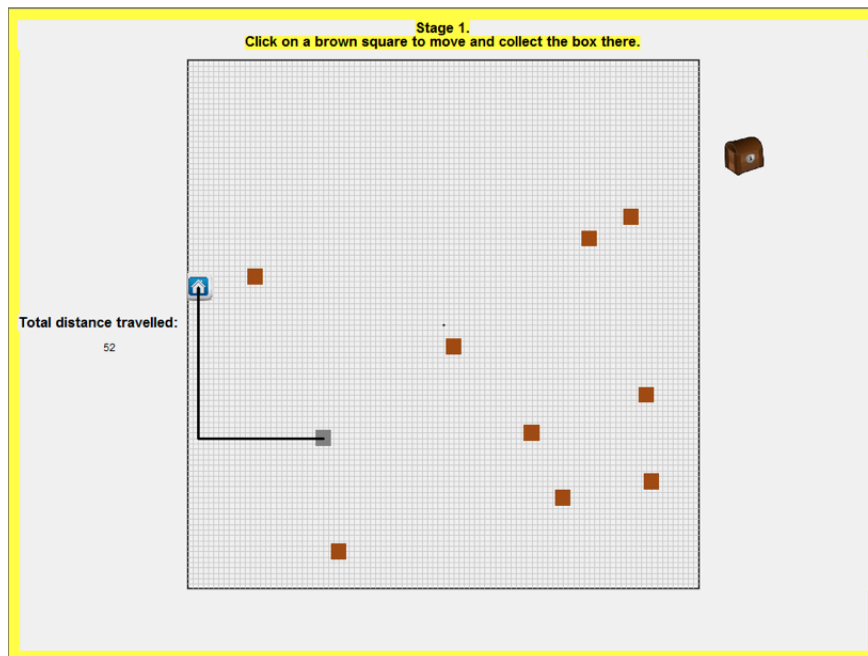 Stage 1.
Click on a brown square to move and collect the box there.
Total distance travelled:
52